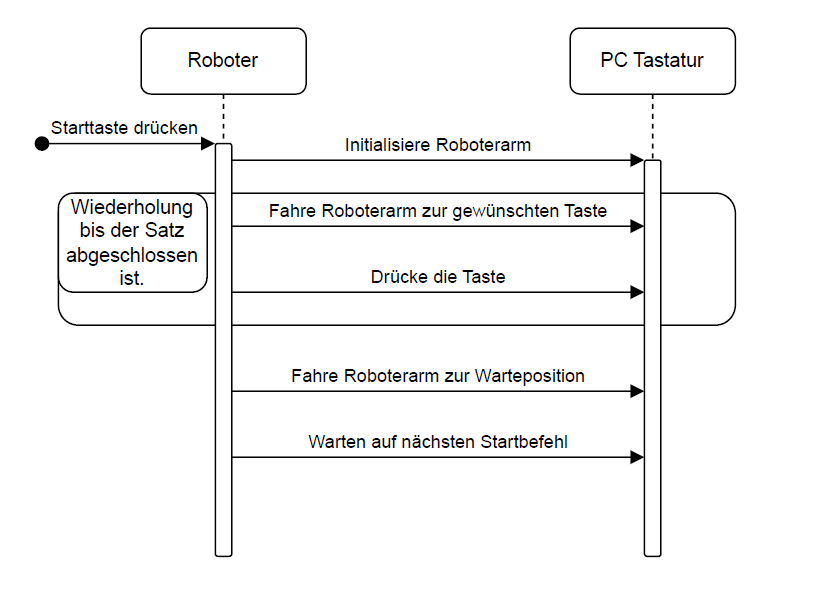 Roboter
PC Tastatur
Starttaste drücken
Initialisiere Roboterarm
Wiederholung
bis der Satz
abgeschlossen
ist.
Fahre Roboterarm zur gewünschten Taste
Drücke die Taste
Fahre Roboterarm zur Warteposition
Warten auf nächsten Startbefehl